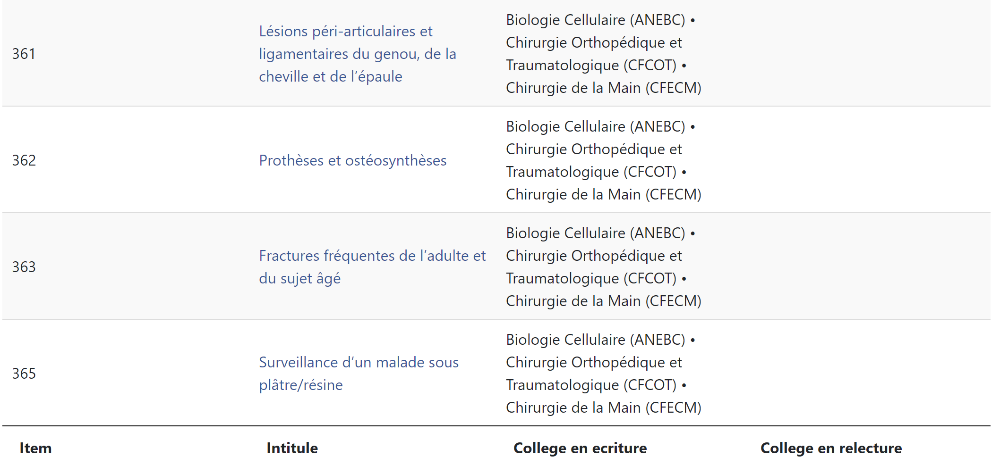 361
Lésions péri-articulaires et
ligamentaires du genou, de la
cheville et de l’épaule
Biologie Cellulaire (ANEBC) •
Chirurgie Orthopédique et
Traumatologique (CFCOT) •
Chirurgie de la Main (CFECM)
362
Prothèses et ostéosynthèses
Biologie Cellulaire (ANEBC) •
Chirurgie Orthopédique et
Traumatologique (CFCOT) •
Chirurgie de la Main (CFECM)
363
Fractures fréquentes de l’adulte et
du sujet âgé
Biologie Cellulaire (ANEBC) •
Chirurgie Orthopédique et
Traumatologique (CFCOT) •
Chirurgie de la Main (CFECM)
365
Surveillance d’un malade sous
plâtre/résine
Biologie Cellulaire (ANEBC) •
Chirurgie Orthopédique et
Traumatologique (CFCOT) •
Chirurgie de la Main (CFECM)
Item Intitule College en ecriture College en relecture